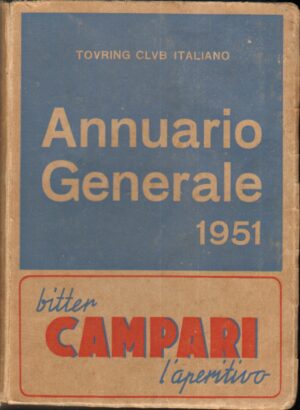 TOVRING CLVB ITALIANO
Annuario
Generale
1951
bitter
CAMPARI
l'aperitivo